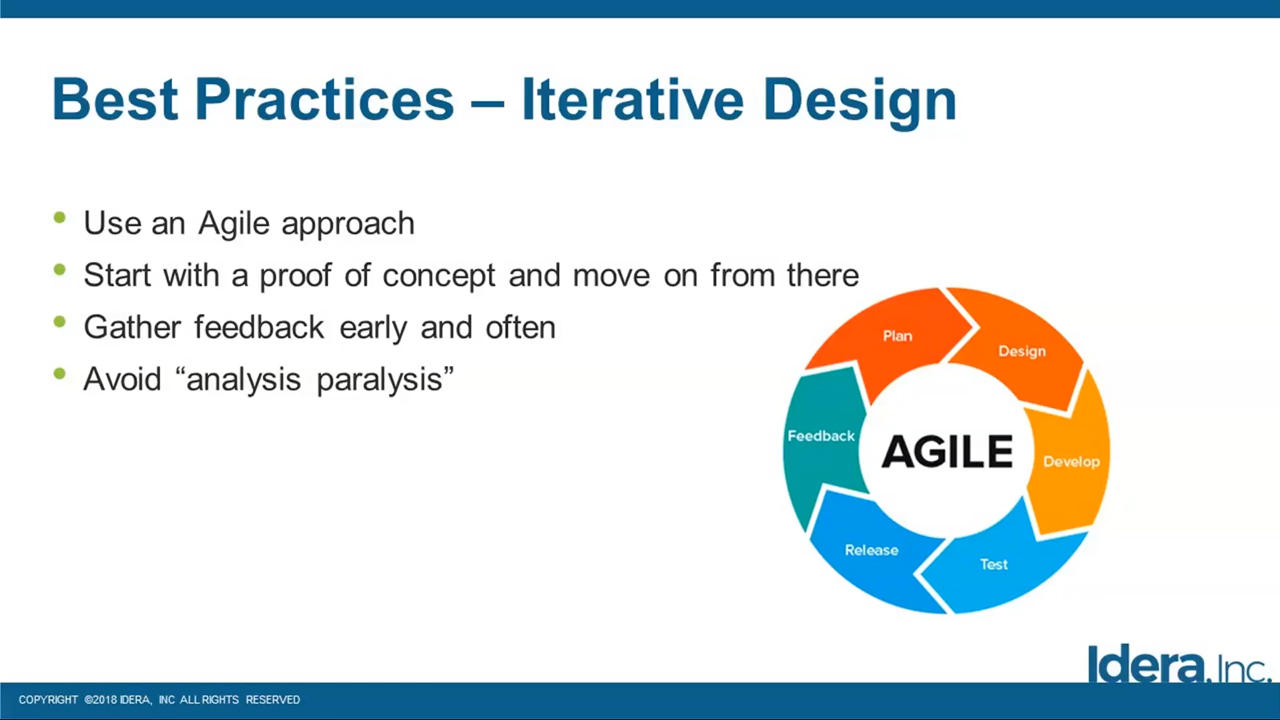 Best Practices – Iterative Design
• Use an Agile approach
• Start with a proof of concept and move on from there
• Gather feedback early and often
• Avoid “analysis paralysis”
Plan
Design
Feedback
AGILE
Develop
Release
Test
Idera, Inc.
COPYRIGHT ©2018 IDERA, INC ALL RIGHTS RESERVED